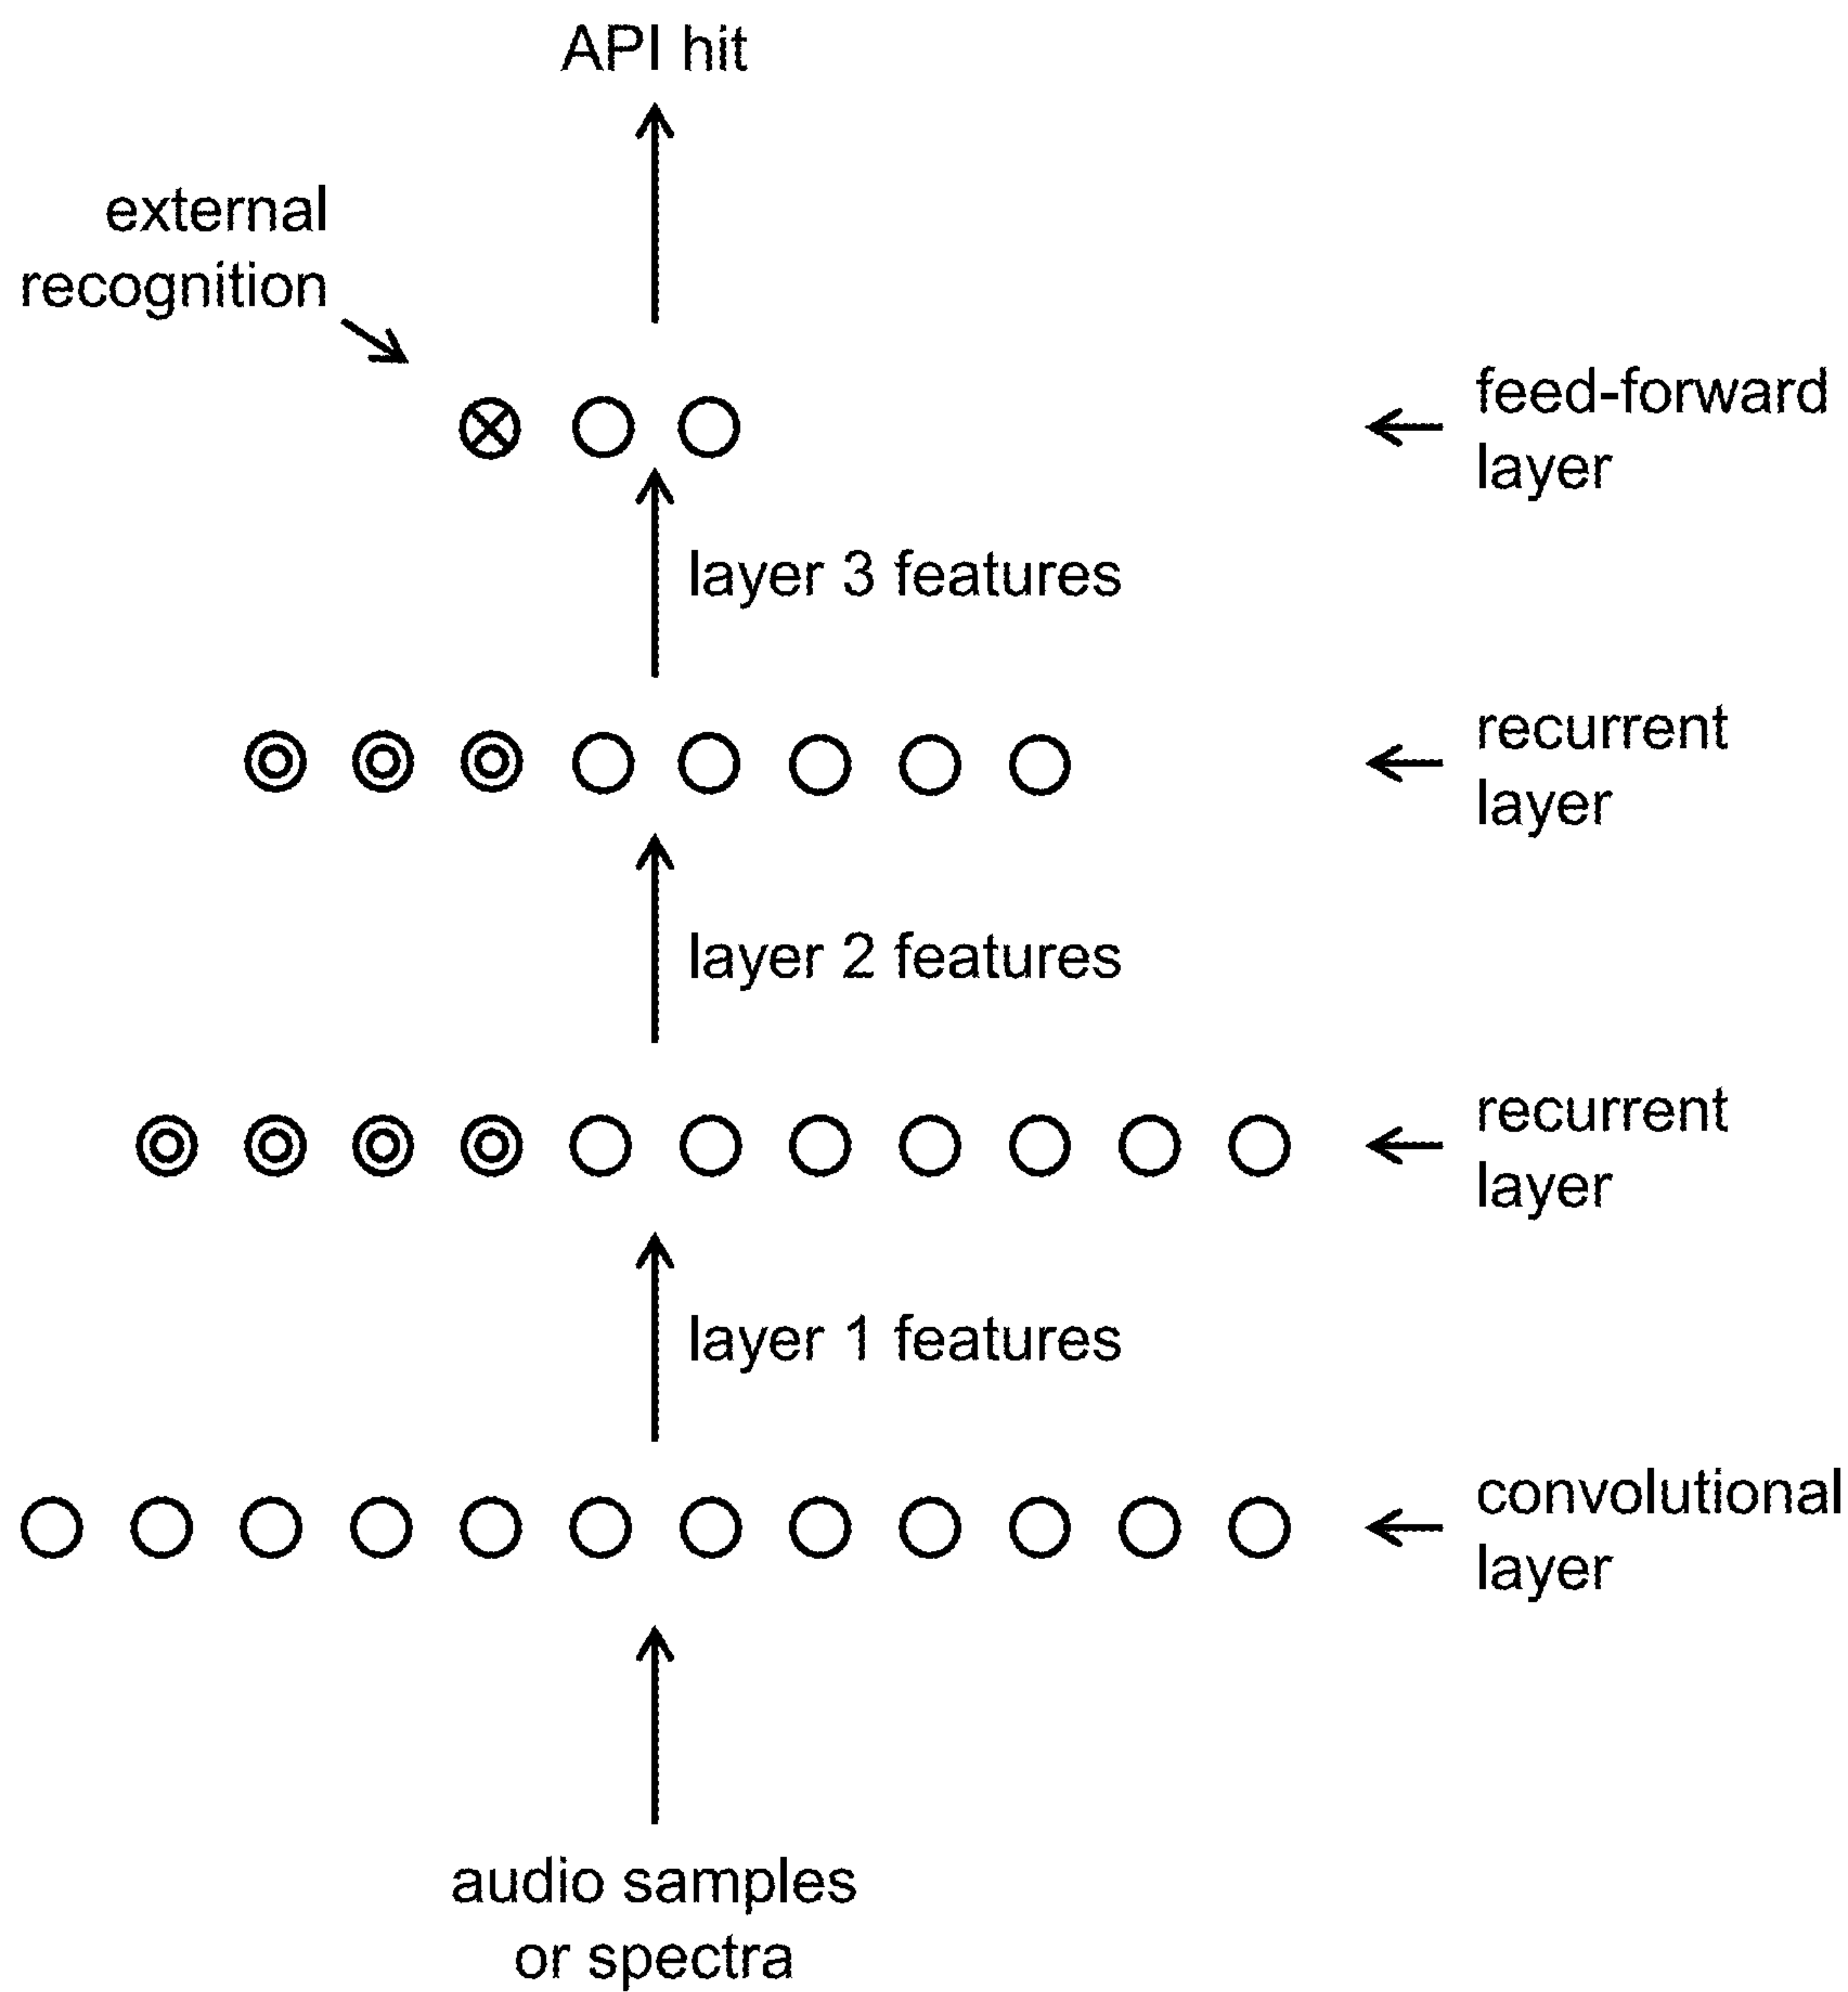 API hit
external
recognition
feed-forward
layer
layer 3 features
recurrent
layer
layer 2 features
recurrent
layer
layer 1 features
convolutional
layer
audio samples
or spectra